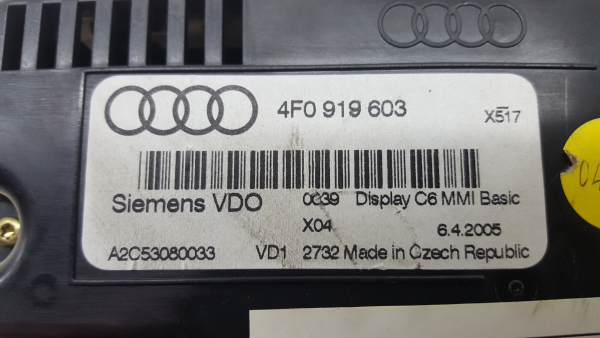 4F0 919 603 X517
Siemens VDO 0039 Display C6 MMI Basic
X04 6.4.2005
A2C53080033 VD1 2732 Made in Czech Republic